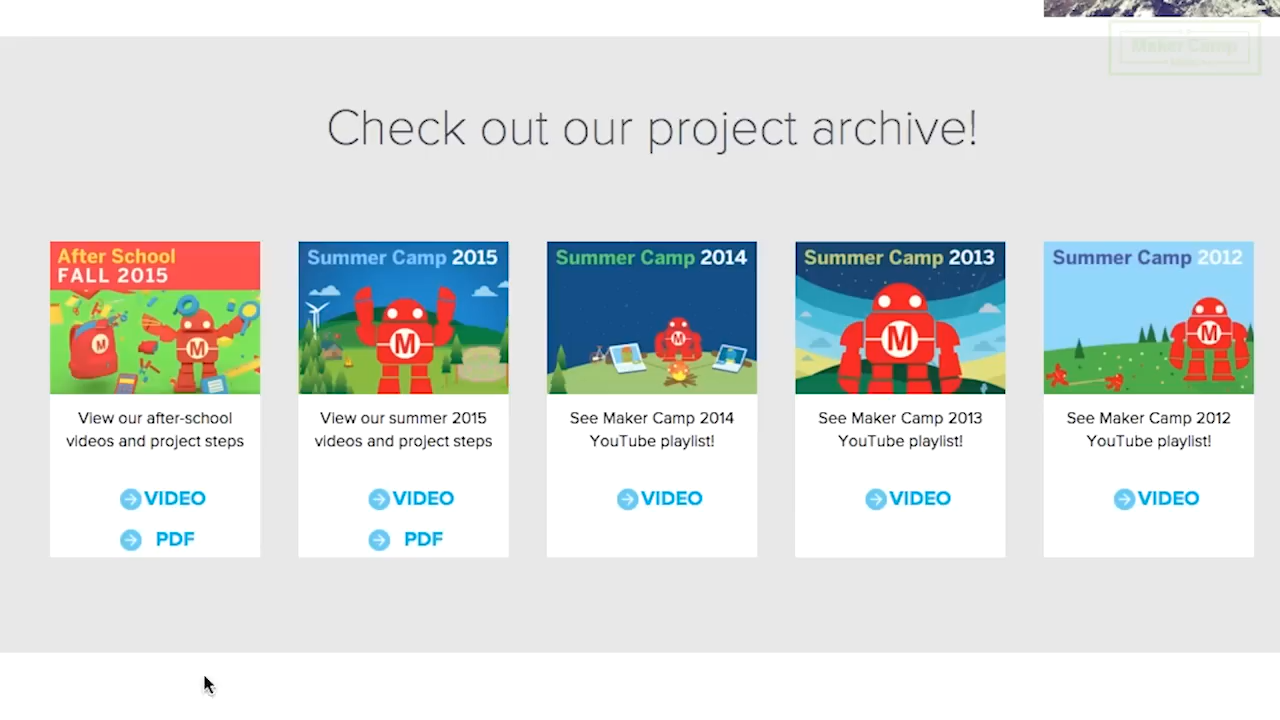 Maker Camp
Check out our project archive!
After School
FALL 2015
M
M
View our after-school
videos and project steps
VIDEO
PDF
Summer Camp 2015
M
View our summer 2015
videos and project steps
VIDEO
PDF
Summer Camp 2014
M
See Maker Camp 2014
YouTube playlist!
VIDEO
Summer Camp 2013
M
See Maker Camp 2013
YouTube playlist!
VIDEO
Summer Camp 2012
M
See Maker Camp 2012
YouTube playlist!
VIDEO